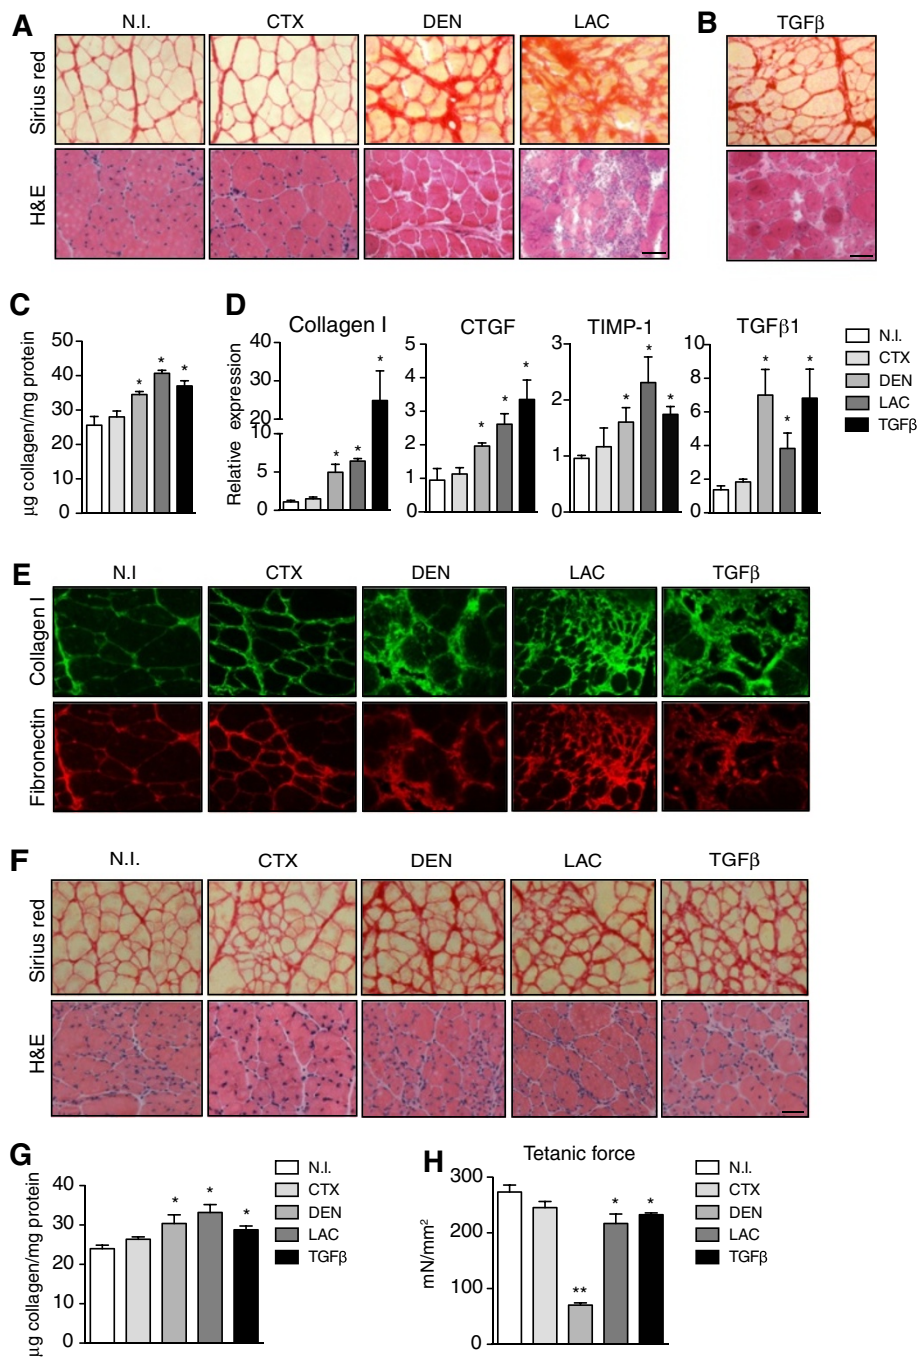 A
N.I.
CTX
DEN
LAC
B
TGFβ
Sirius red
H&E
C
µg collagen/mg protein
50
40
30
20
10
0
*
*
*
D
Relative expression
Collagen I
40
30
20
10
5
0
*
*
*
CTGF
5
4
3
2
1
0
*
*
*
TIMP-1
3
2
1
0
*
*
*
TGFβ1
10
8
6
4
2
0
*
*
*
N.I.
CTX
DEN
LAC
TGFβ
E
N.I
CTX
DEN
LAC
TGFβ
Collagen I
Fibronectin
F
N.I.
CTX
DEN
LAC
TGFβ
Sirius red
H&E
G
µg collagen/mg protein
40
30
20
10
0
*
*
*
N.I.
CTX
DEN
LAC
TGFβ
H
Tetanic force
mN/mm²
300
200
100
0
**
*
*
N.I.
CTX
DEN
LAC
TGFβ